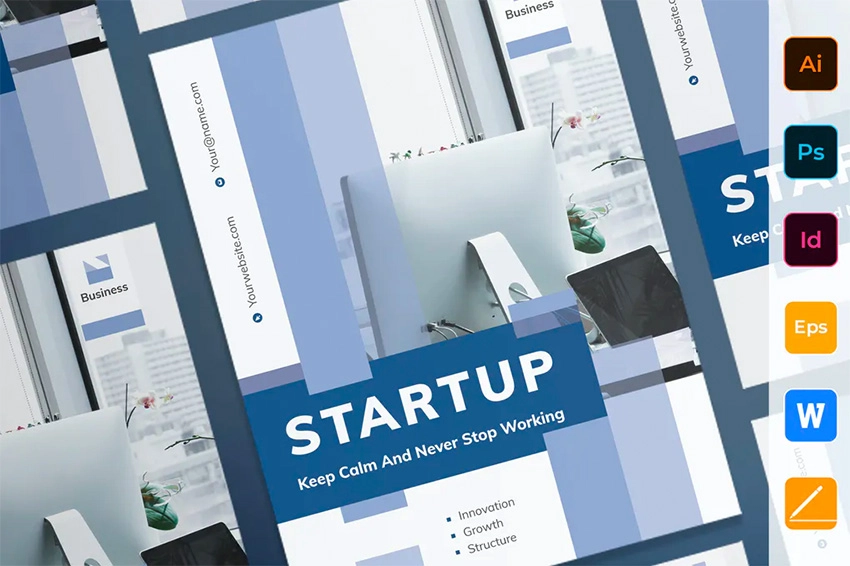 Business
Your@name.com
Yourwebsite.com
STARTUP
Keep Calm And Never Stop Working
Innovation
Growth
Structure
Business
Yourwebsite.c
STAR
Keep
Ai
Ps
Id
Eps
W